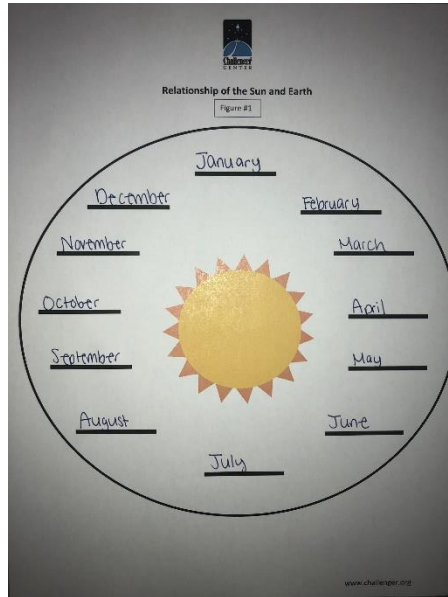 Challenger
CENTER
Relationship of the Sun and Earth
Figure #1
January
December
February
November
March
October
April
September
May
August
June
July
www.challenger.org